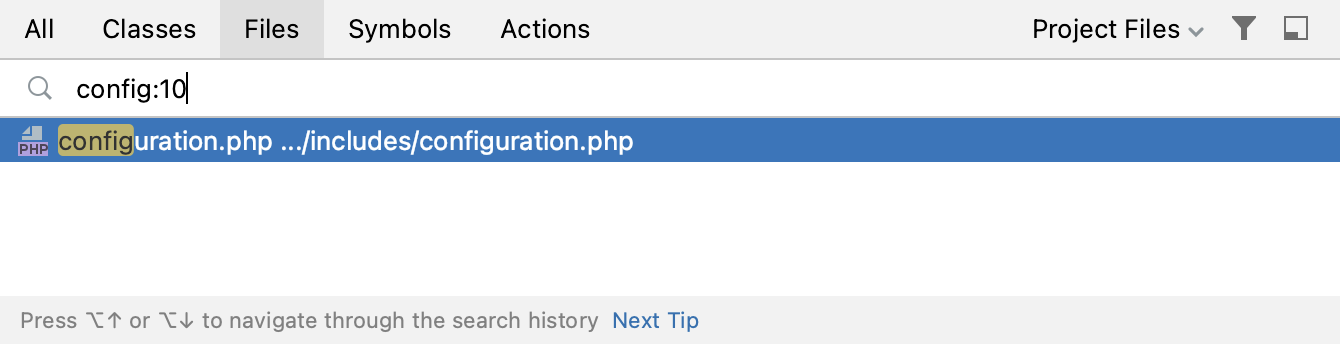 All Classes Files Symbols Actions Project Files
config:10
PHP configuration.php .../includes/configuration.php
Press ⌥↑ or ⌥↓ to navigate through the search history Next Tip